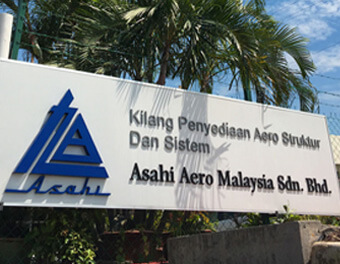 Kilang Penyediaan Aero Struktur
Dan Sistem
Asahi Aero Malaysia Sdn. Bhd.
Asahi